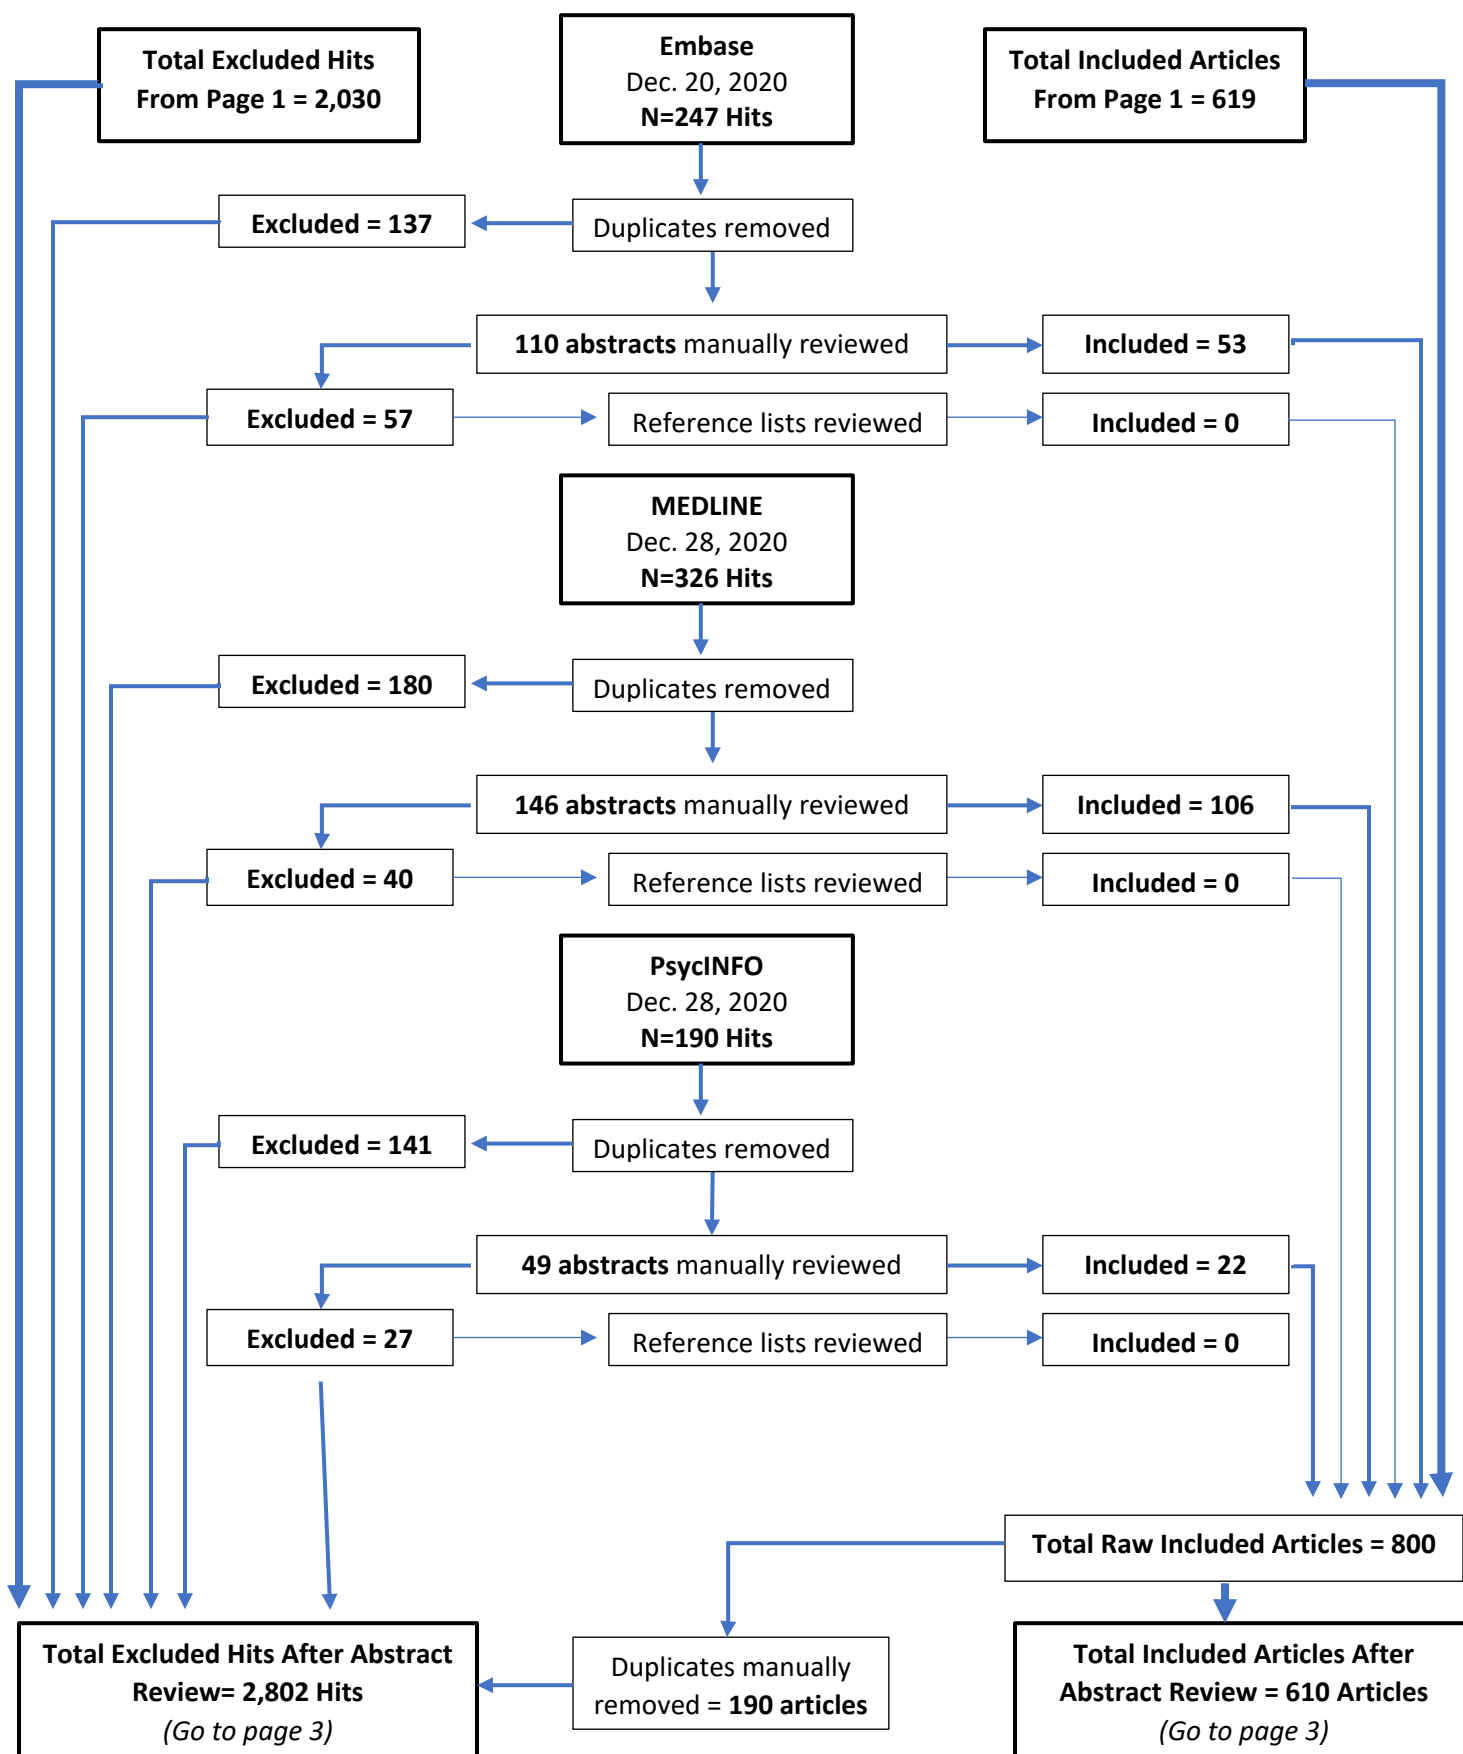 Total Excluded Hits
From Page 1 = 2,030
Embase
Dec. 20, 2020
N=247 Hits
Total Included Articles
From Page 1 = 619
Excluded = 137
Duplicates removed
110 abstracts manually reviewed
Included = 53
Excluded = 57
Reference lists reviewed
Included = 0
MEDLINE
Dec. 28, 2020
N=326 Hits
Excluded = 180
Duplicates removed
146 abstracts manually reviewed
Included = 106
Excluded = 40
Reference lists reviewed
Included = 0
PsycINFO
Dec. 28, 2020
N=190 Hits
Excluded = 141
Duplicates removed
49 abstracts manually reviewed
Included = 22
Excluded = 27
Reference lists reviewed
Included = 0
Total Raw Included Articles = 800
Total Excluded Hits After Abstract
Review= 2,802 Hits
(Go to page 3)
Duplicates manually
removed = 190 articles
Total Included Articles After
Abstract Review = 610 Articles
(Go to page 3)